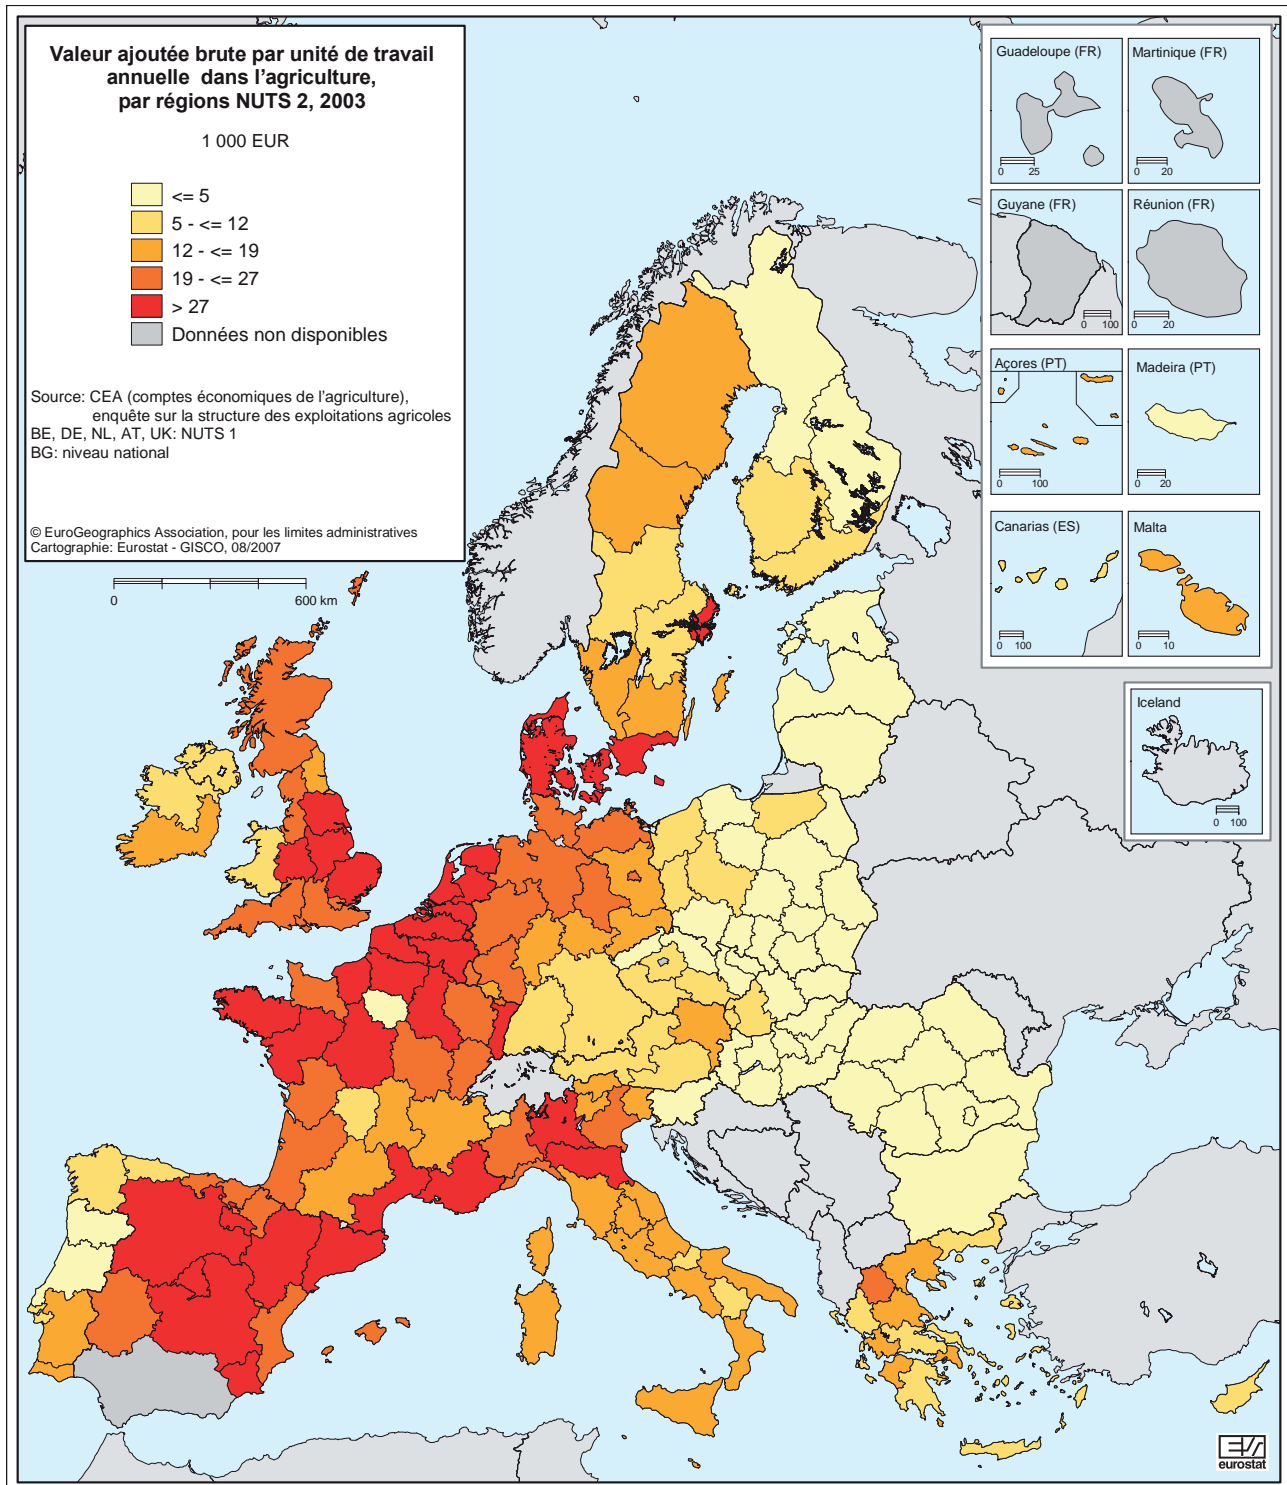 Valeur ajoutée brute par unité de travail
annuelle dans l'agriculture,
par régions NUTS 2, 2003
1 000 EUR
<= 5
5 - <= 12
12 - <= 19
19 - <= 27
> 27
Données non disponibles
Source: CEA (comptes économiques de l'agriculture),
enquête sur la structure des exploitations agricoles
BE, DE, NL, AT, UK: NUTS 1
BG: niveau national
© EuroGeographics Association, pour les limites administratives
Cartographie: Eurostat - GISCO, 08/2007
0 600 km
Guadeloupe (FR)
0 25
Martinique (FR)
0 20
Guyane (FR)
0 100
Réunion (FR)
0 20
Açores (PT)
0 100
Madeira (PT)
0 20
Canarias (ES)
0 100
Malta
0 10
Iceland
0 100
eurostat